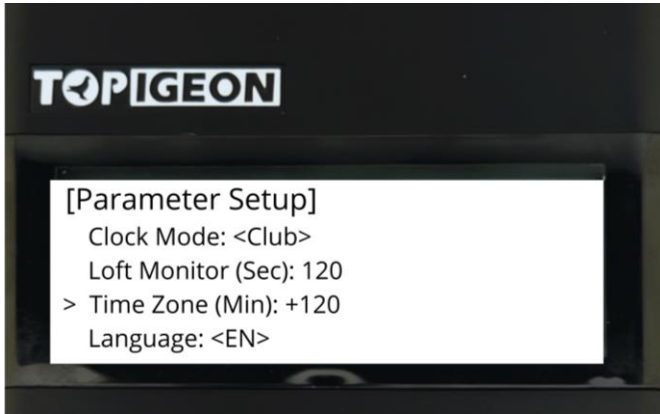 TOPIGEON
[Parameter Setup]
Clock Mode: <Club>
Loft Monitor (Sec): 120
> Time Zone (Min): +120
Language: <EN>